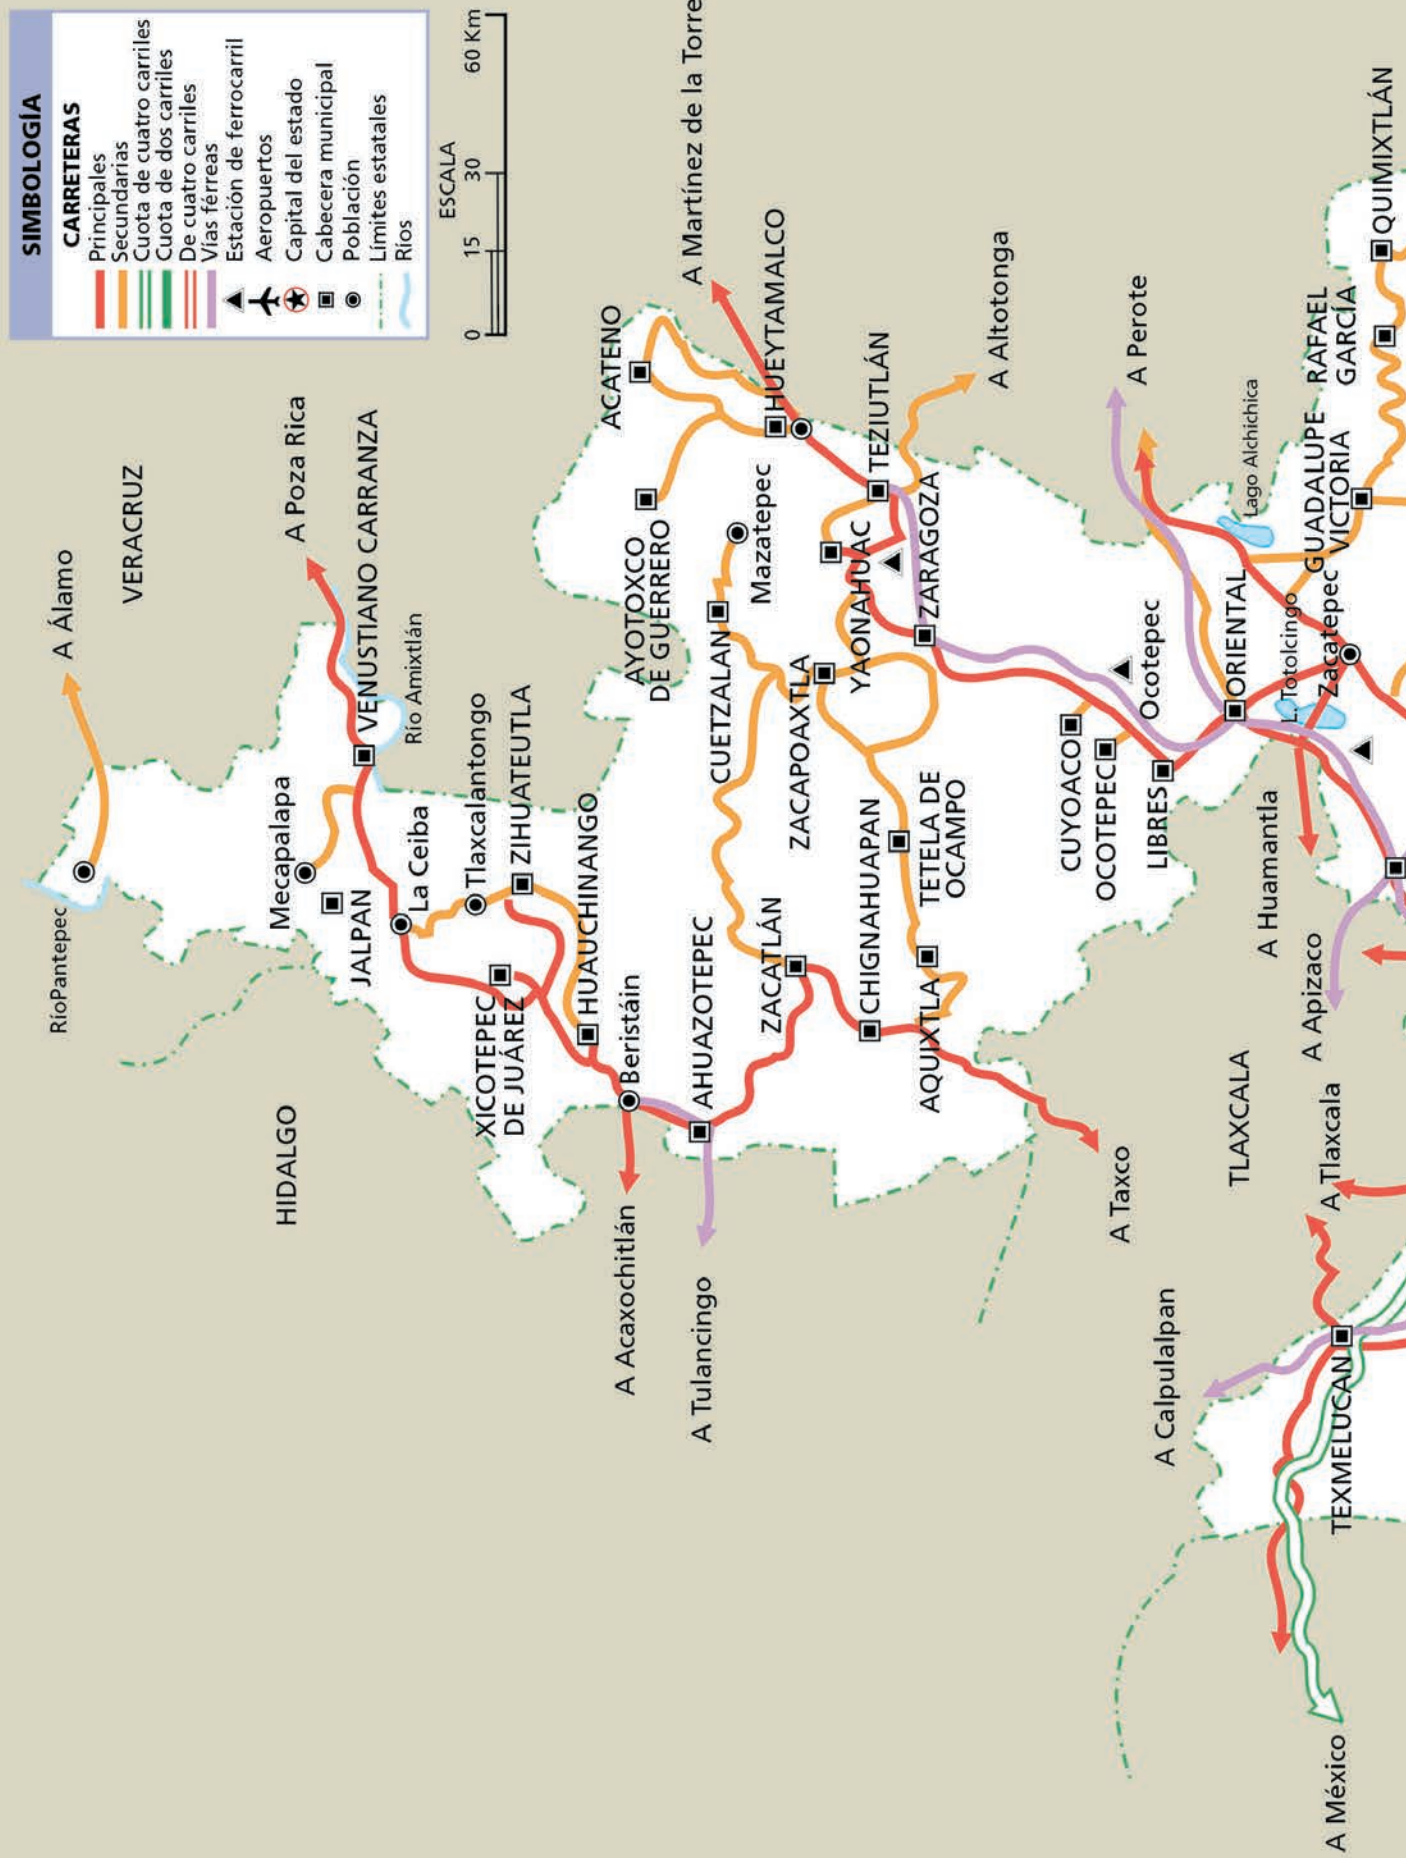 SIMBOLOGÍA
CARRETERAS
Principales
Secundarias
Cuota de cuatro carriles
Cuota de dos carriles
De cuatro carriles
Vías férreas
Estación de ferrocarril
Aeropuertos
Capital del estado
Cabecera municipal
Población
Límites estatales
Ríos
ESCALA
0 15 30 60 Km
A Álamo
VERACRUZ
RíoPantepec
A Poza Rica
VENUSTIANO CARRANZA
Río Amixtlán
Mecapalapa
JALPAN
La Ceiba
Tlaxcalantongo
ZIHUATEUTLA
HIDALGO
XICOTEPEC
DE JUÁREZ
HUAUCHINANGO
Beristáin
A Acaxochitlán
AHUAZOTEPEC
A Tulancingo
ACATENO
A Martínez de la Torre
HUEYTAMALCO
AYOTOXCO
DE GUERRERO
Mazatepec
CUETZALAN
TEZIUTLÁN
A Altotonga
YAONAHUAC
ZARAGOZA
ZACAPOAXTLA
ZACATLÁN
CHIGNAHUAPAN
TETELA DE
OCAMPO
AQUIXTLA
A Taxco
CUYOACO
OCOTEPEC
Ocotepec
LIBRES
A Perote
ORIENTAL
Lago Alchichica
L. Totolcingo
Zacatepec
GUADALUPE
VICTORIA
RAFAEL
GARCÍA
QUIMIXTLÁN
A Huamantla
A Apizaco
TLAXCALA
A Tlaxcala
A Calpulalpan
TEXMELUCAN
A México